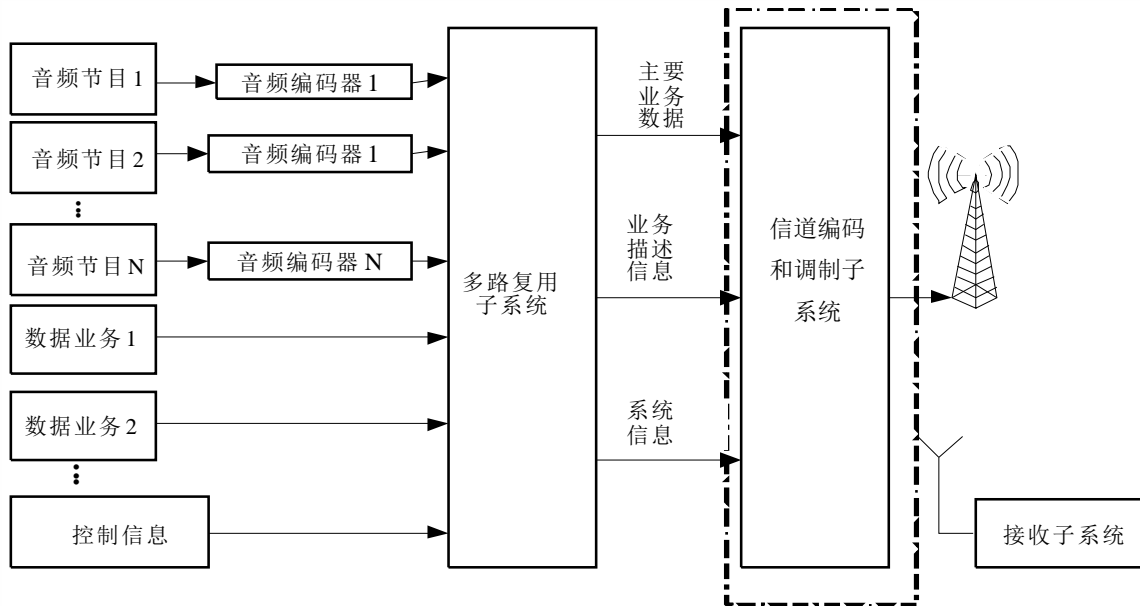 音频节目1
音频编码器1
音频节目2
音频编码器1
音频节目N
音频编码器N
数据业务1
数据业务2
控制信息
多路复用
子系统
主要
业务
数据
业务
描述
信息
系统
信息
信道编码
和调制子
系统
接收子系统